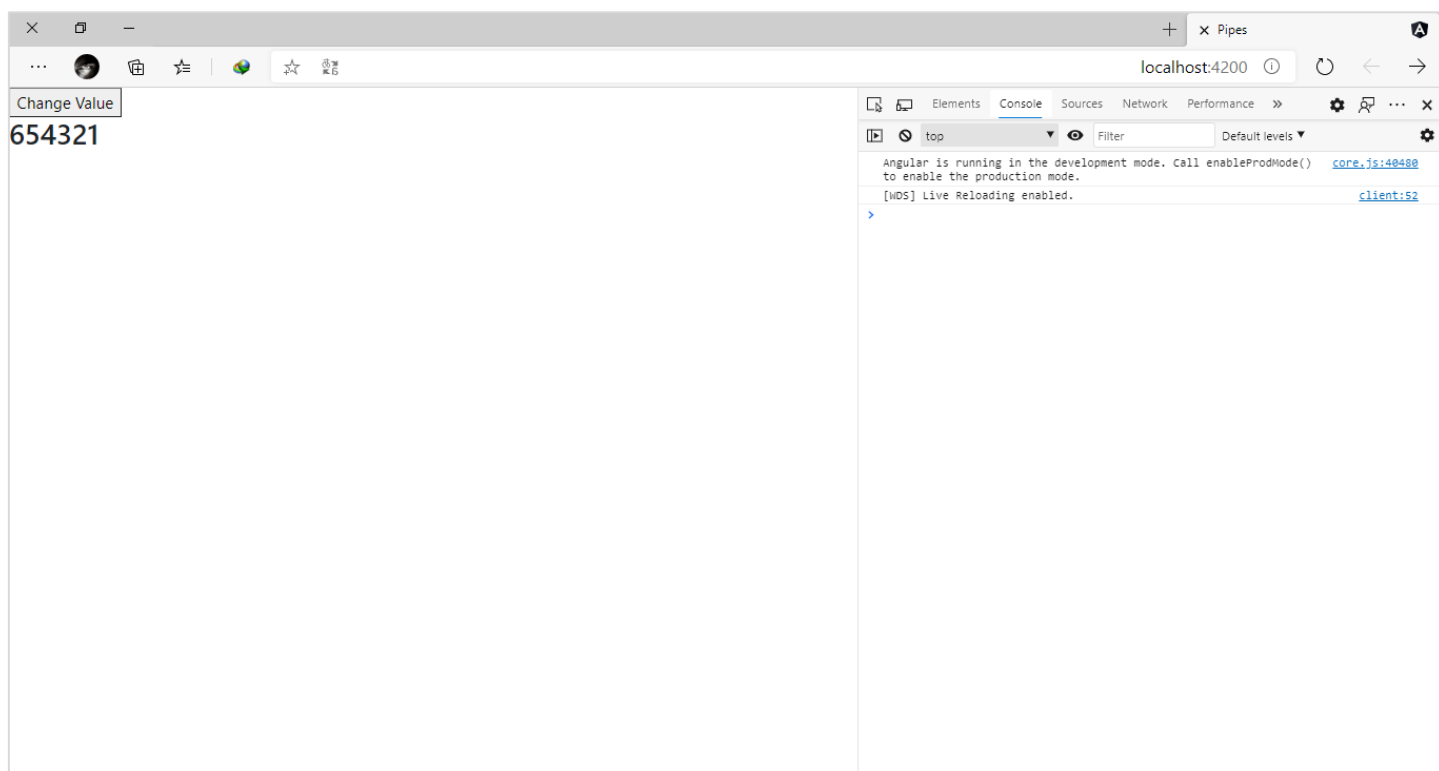 Pipes
localhost:4200
Change Value
654321
Elements Console Sources Network Performance
top Filter Default levels
Angular is running in the development mode. Call enableProdMode() core.js:40480
to enable the production mode.
[WDS] Live Reloading enabled. client:52